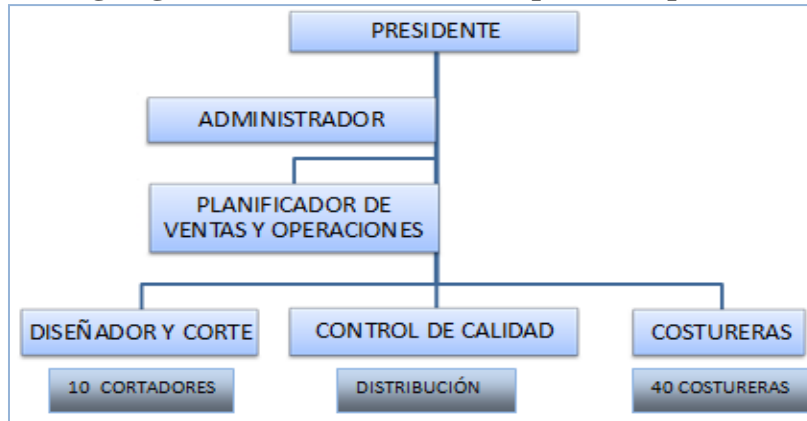 PRESIDENTE
ADMINISTRADOR
PLANIFICADOR DE
VENTAS Y OPERACIONES
DISEÑADOR Y CORTE
CONTROL DE CALIDAD
COSTURERAS
10 CORTADORES
DISTRIBUCIÓN
40 COSTURERAS